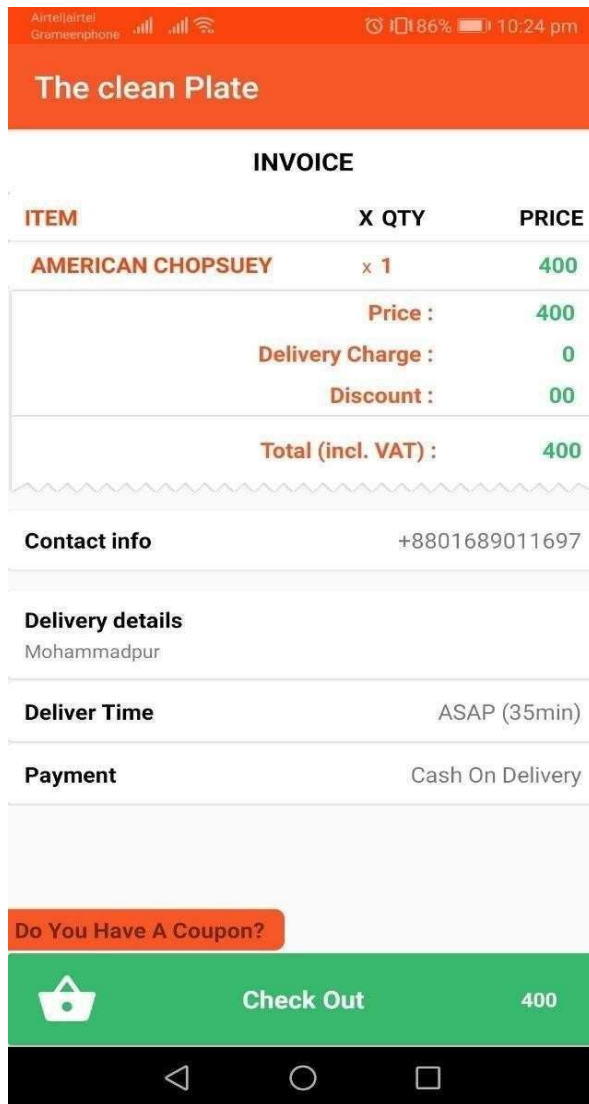 Airtel|airtel
Grameenphone
86% 10:24 pm
The clean Plate
INVOICE
ITEM X QTY PRICE
AMERICAN CHOPSUEY x 1 400
Price : 400
Delivery Charge : 0
Discount : 00
Total (incl. VAT) : 400
Contact info +8801689011697
Delivery details
Mohammadpur
Deliver Time ASAP (35min)
Payment Cash On Delivery
Do You Have A Coupon?
Check Out 400